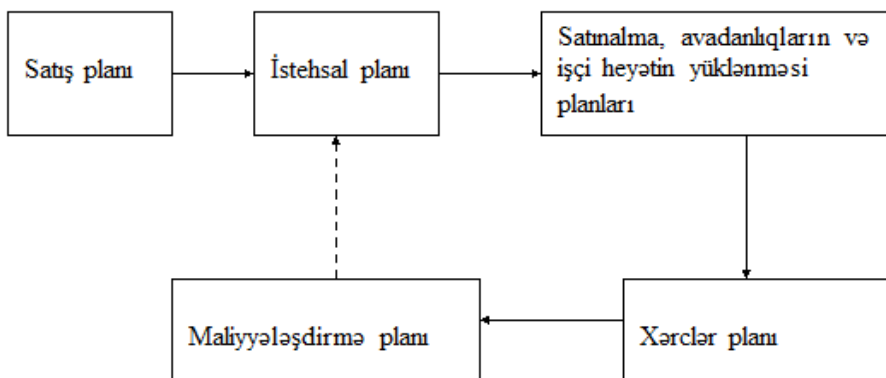 Satış planı
İstehsal planı
Satınalma, avadanlıqların və
işçi heyətin yüklənməsi
planları
Maliyyələşdirmə planı
Xərclər planı